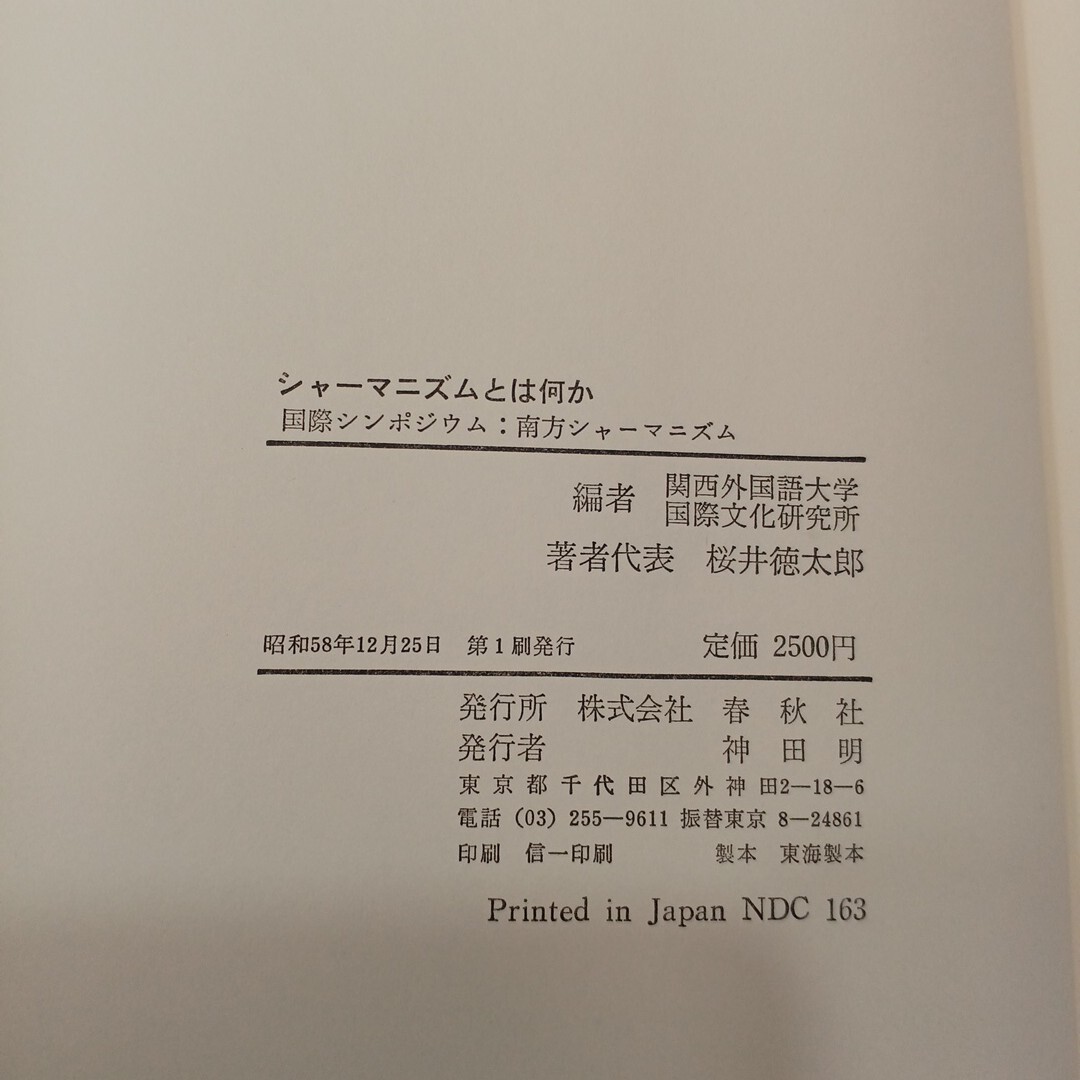 シャーマニズムとは何か
国際シンポジウム：南方シャーマニズム
編者 関西外国語大学
国際文化研究所
著者代表 桜井徳太郎
昭和58年12月25日 第1刷発行 定価 2500円
発行所 株式会社 春秋社
発行者 神田明
東京都千代田区外神田2—18—6
電話 (03) 255—9611 振替東京 8—24861
印刷 信一印刷 製本 東海製本
Printed in Japan NDC 163